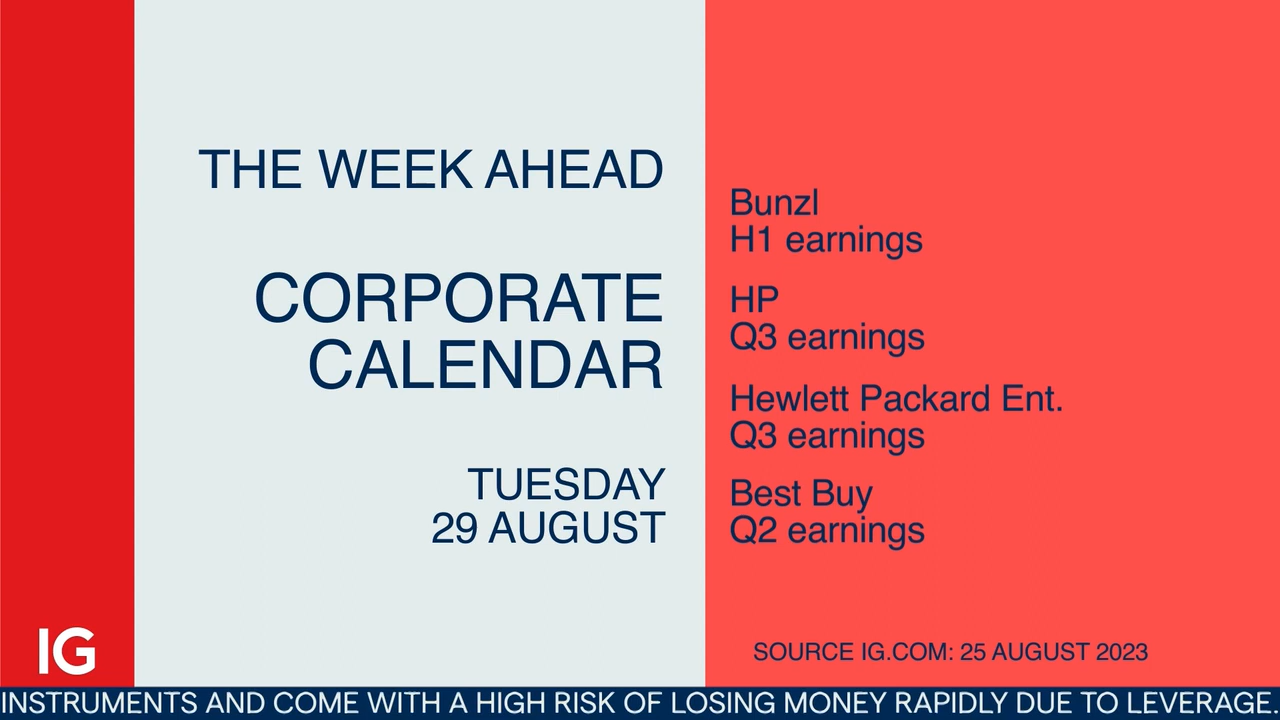 THE WEEK AHEAD
CORPORATE
CALENDAR
TUESDAY
29 AUGUST
Bunzl
H1 earnings
HP
Q3 earnings
Hewlett Packard Ent.
Q3 earnings
Best Buy
Q2 earnings
SOURCE IG.COM: 25 AUGUST 2023
IG
INSTRUMENTS AND COME WITH A HIGH RISK OF LOSING MONEY RAPIDLY DUE TO LEVERAGE.